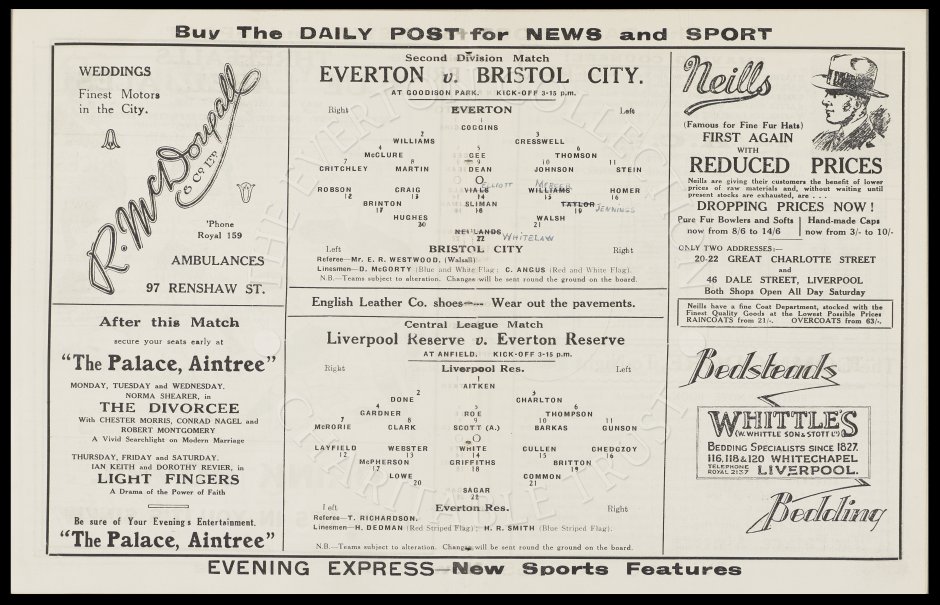 Buy The DAILY POST for NEWS and SPORT
WEDDINGS
Finest Motors
in the City.
R. McDougall
& Co. LTD
'Phone
Royal 159
AMBULANCES
97 RENSHAW ST.
After this Match
secure your seats early at
"The Palace, Aintree"
MONDAY, TUESDAY and WEDNESDAY.
NORMA SHEARER, in
THE DIVORCEE
With CHESTER MORRIS, CONRAD NAGEL and
ROBERT MONTGOMERY
A Vivid Searchlight on Modern Marriage
THURSDAY, FRIDAY and SATURDAY.
IAN KEITH and DOROTHY REVIER, in
LIGHT FINGERS
A Drama of the Power of Faith
Be sure of Your Evening s Entertainment.
"The Palace, Aintree"
Second Division Match
EVERTON v. BRISTOL CITY.
AT GOODISON PARK. KICK-OFF 3-15 p.m.
Right EVERTON Left
1
COGGINS
2 3
WILLIAMS CRESSWELL
4 5 6
McCLURE GEE THOMSON
7 8 9 10 11
CRITCHLEY MARTIN DEAN JOHNSON STEIN
O
ELLIOTT MERCER
ROBSON CRAIG VIALS WILLIAMS HOMER
12 13 14 15 16
BRINTON SLIMAN TAYLOR JENNINGS
17 18 19
HUGHES WALSH
20 21
NEWLANDS WHITELAW
22
Left BRISTOL CITY Right
Referee—Mr. E. R. WESTWOOD, (Walsall)
Linesmen—D. McGORTY (Blue and White Flag; C. ANGUS (Red and White Flag).
N.B.—Teams subject to alteration. Changes will be sent round the ground on the board.
English Leather Co. shoes— Wear out the pavements.
Central League Match
Liverpool Reserve v. Everton Reserve
AT ANFIELD. KICK-OFF 3-15 p.m.
Right Liverpool Res. Left
1
AITKEN
2 3
DONE CHARLTON
4 5 6
GARDNER ROE THOMPSON
7 8 9 10 11
McRORIE CLARK SCOTT (A.) BARKAS GUNSON
O
LAYFIELD WEBSTER WHITE CULLEN CHEDGZOY
12 13 14 15 16
McPHERSON GRIFFITHS BRITTON
17 18 19
LOWE COMMON
20 21
SAGAR
22
Left Everton Res. Right
Referee—T. RICHARDSON.
Linesmen—H. DEDMAN (Red Striped Flag); H. R. SMITH (Blue Striped Flag).
N.B.—Teams subject to alteration. Changes will be sent round the ground on the board.
Neills
(Famous for Fine Fur Hats)
FIRST AGAIN
WITH
REDUCED PRICES
Neills are giving their customers the benefit of lower
prices of raw materials and, without waiting until
present stocks are exhausted, are . . .
DROPPING PRICES NOW!
Pure Fur Bowlers and Softs
now from 8/6 to 14/6
Hand-made Caps
now from 3/- to 10/-
ONLY TWO ADDRESSES:—
20-22 GREAT CHARLOTTE STREET
and
46 DALE STREET, LIVERPOOL
Both Shops Open All Day Saturday
Neills have a fine Coat Department, stocked with the
Finest Quality Goods at the Lowest Possible Prices
RAINCOATS from 21/-. OVERCOATS from 63/-.
Bedsteads
WHITTLE'S
(W. WHITTLE SON & STOTT LTD)
BEDDING SPECIALISTS SINCE 1827.
116, 118 & 120 WHITECHAPEL
TELEPHONE
ROYAL 2137
LIVERPOOL.
Bedding
EVENING EXPRESS—New Sports Features